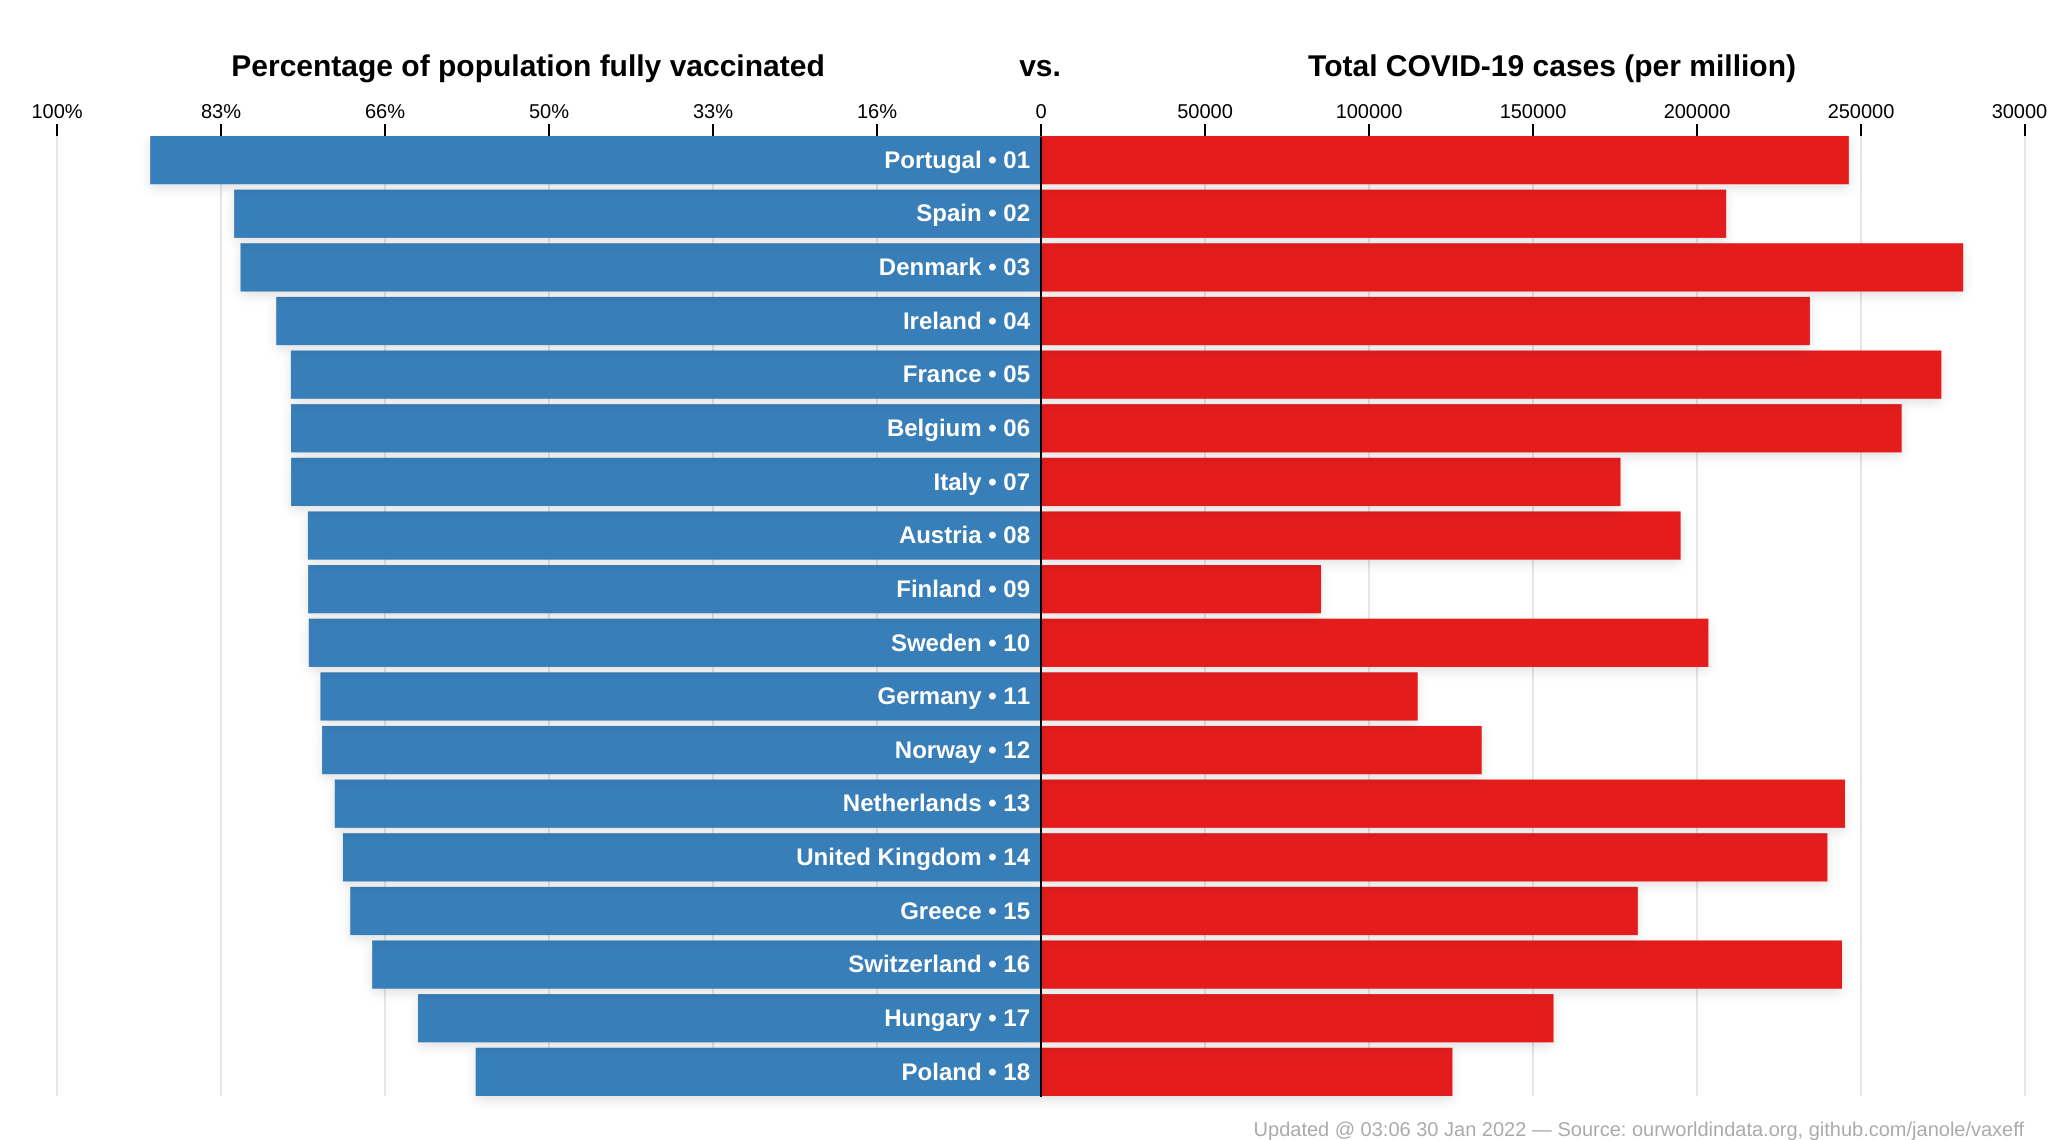 Percentage of population fully vaccinated vs. Total COVID-19 cases (per million)
100% 83% 66% 50% 33% 16% 0 50000 100000 150000 200000 250000 30000
Portugal • 01
Spain • 02
Denmark • 03
Ireland • 04
France • 05
Belgium • 06
Italy • 07
Austria • 08
Finland • 09
Sweden • 10
Germany • 11
Norway • 12
Netherlands • 13
United Kingdom • 14
Greece • 15
Switzerland • 16
Hungary • 17
Poland • 18
Updated @ 03:06 30 Jan 2022 — Source: ourworldindata.org, github.com/janole/vaxeff